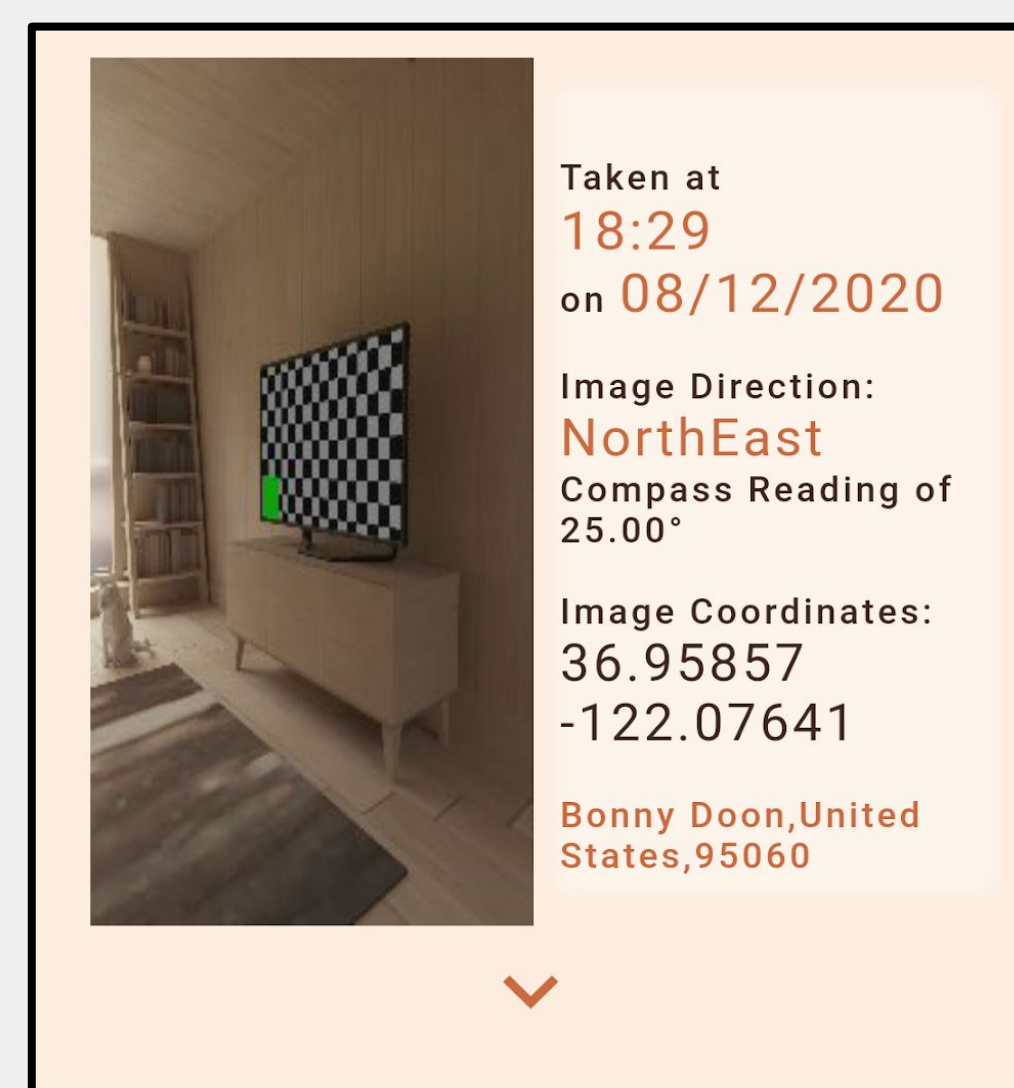 Taken at
18:29
on 08/12/2020
Image Direction:
NorthEast
Compass Reading of
25.00°
Image Coordinates:
36.95857
-122.07641
Bonny Doon,United
States,95060